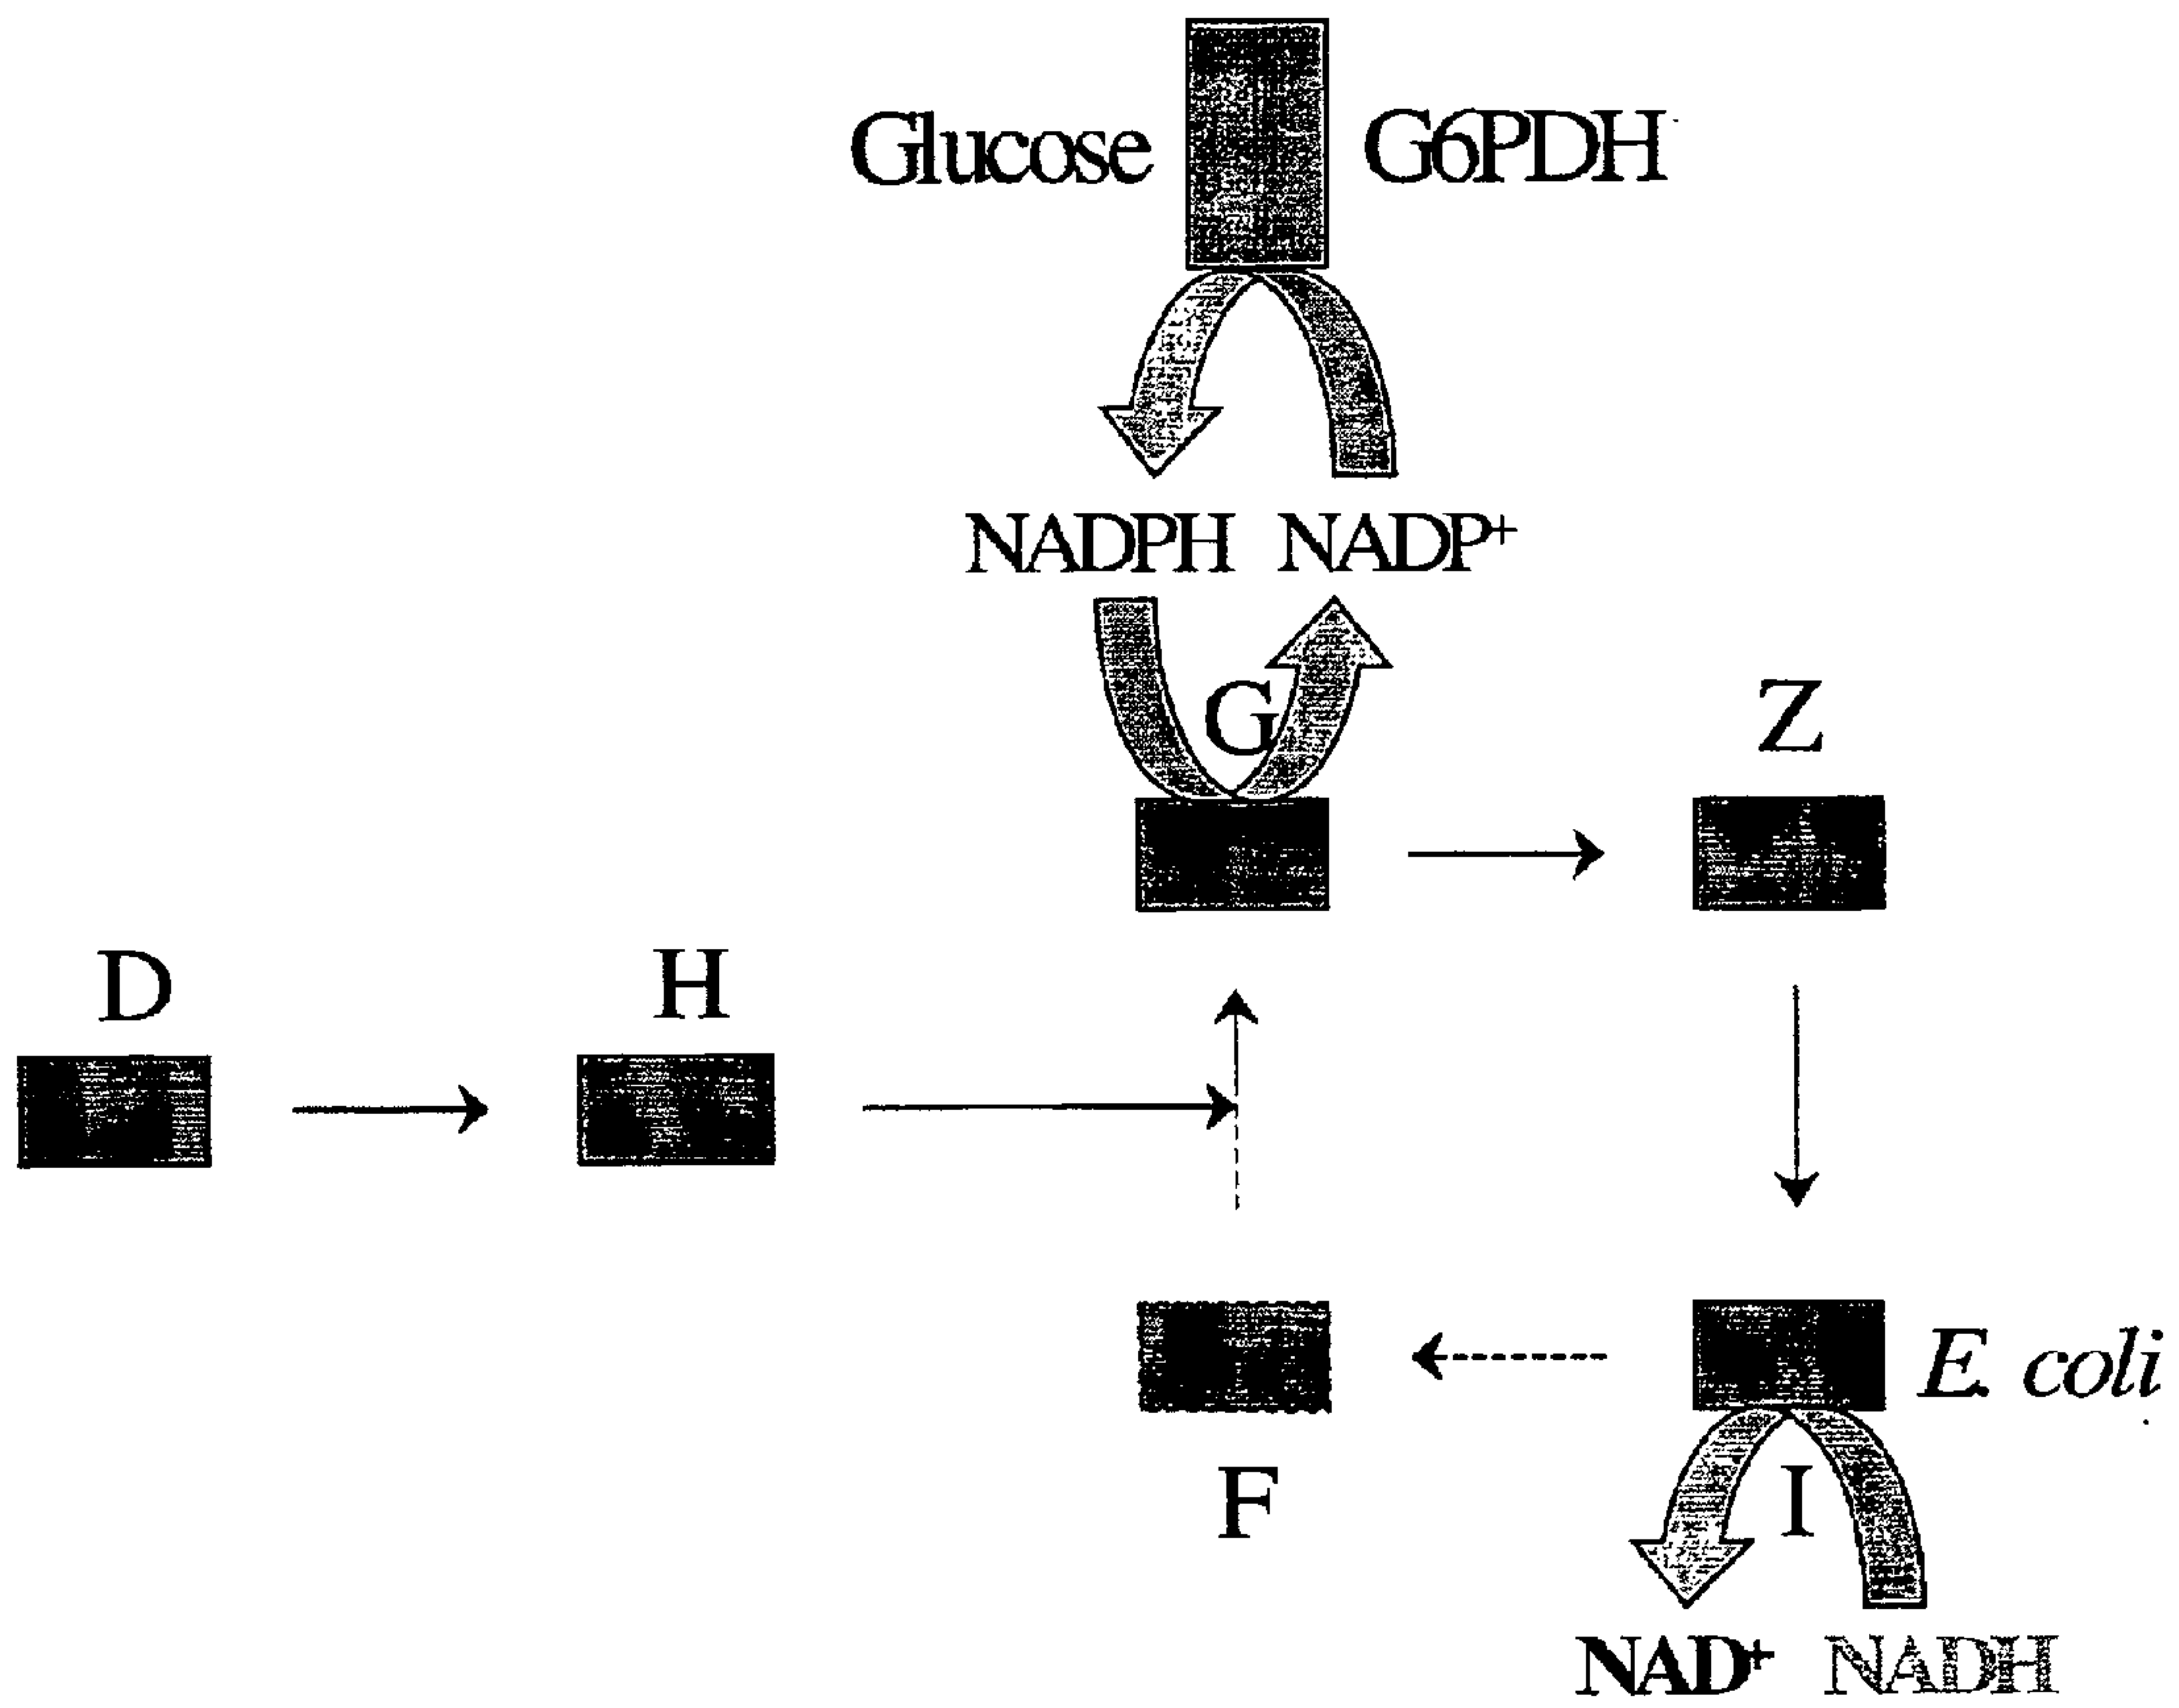 Glucose G6PDH
NADPH NADP+
G
Z
D
H
E. coli
F
I
NAD+ NADH